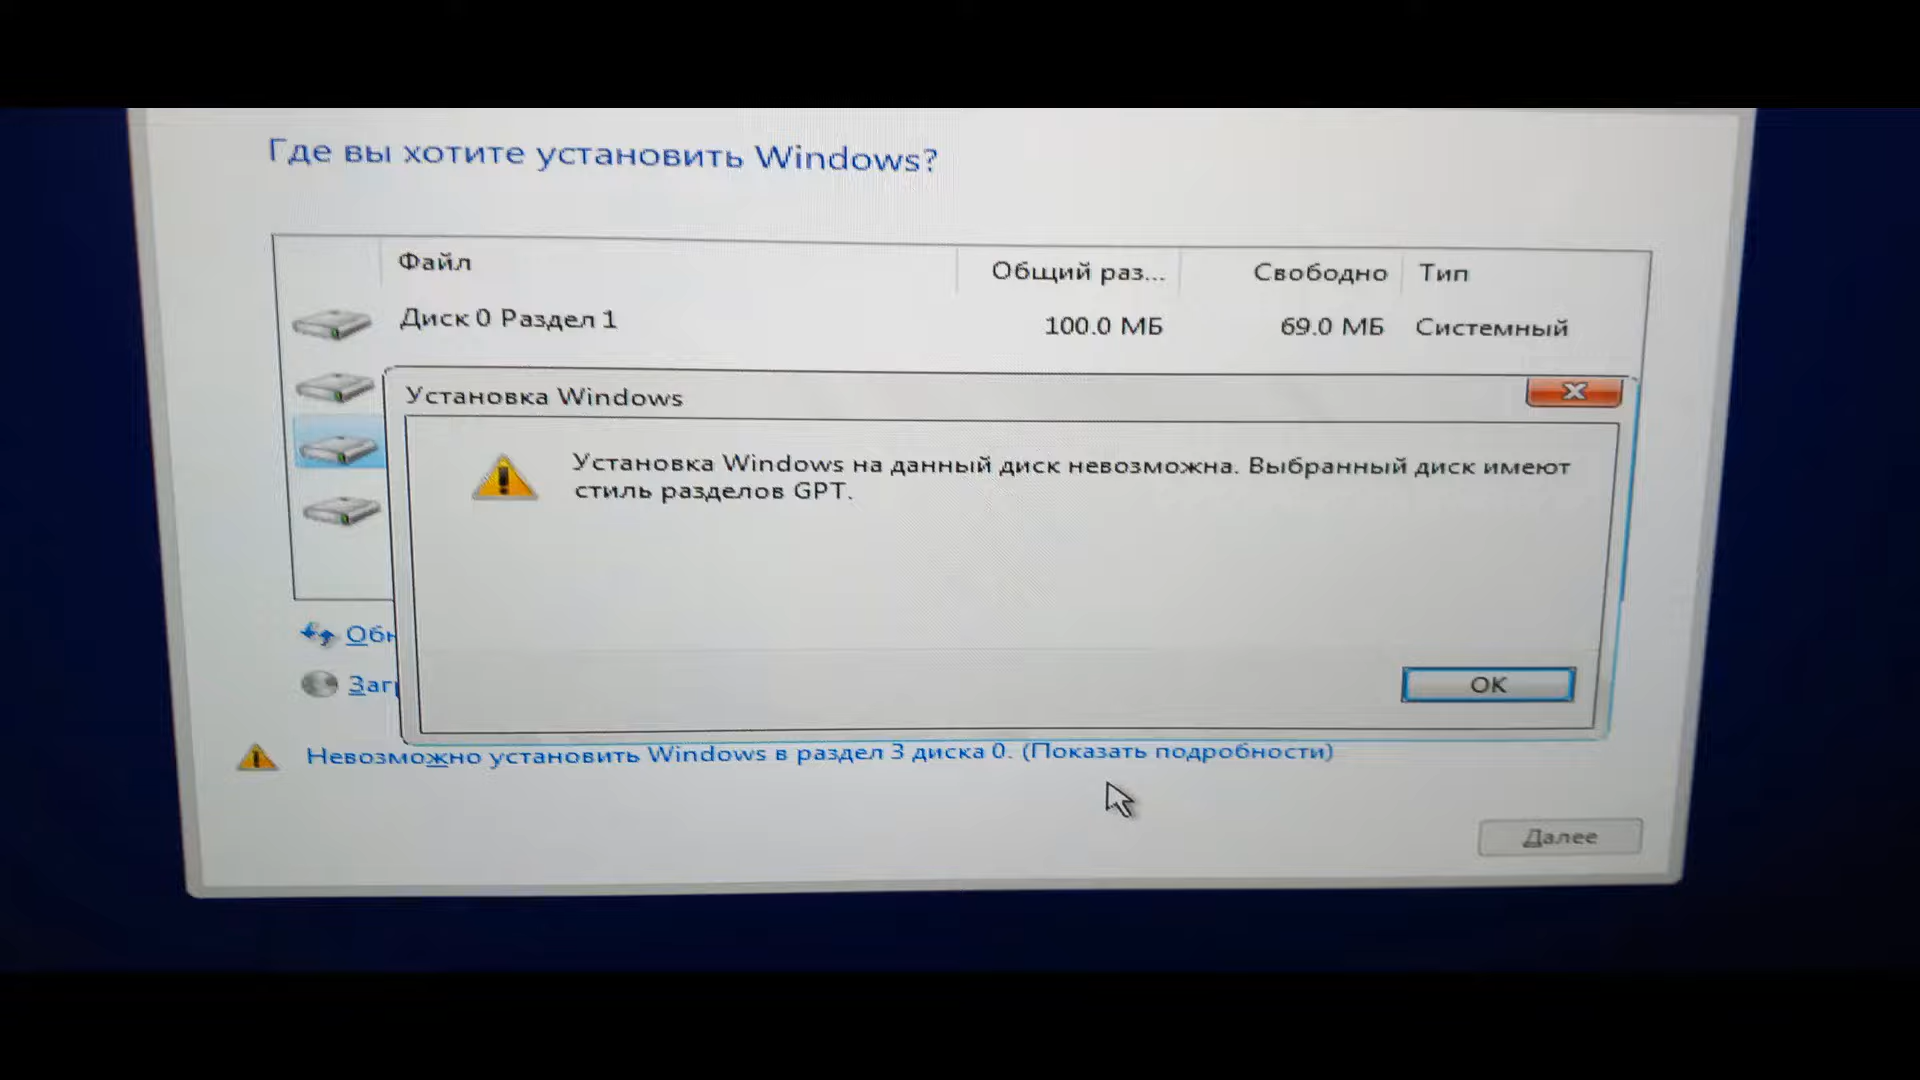 Где вы хотите установить Windows?
Файл Общий раз... Свободно Тип
Диск 0 Раздел 1 100.0 МБ 69.0 МБ Системный
Установка Windows
Установка Windows на данный диск невозможна. Выбранный диск имеют
стиль разделов GPT.
OK
Невозможно установить Windows в раздел 3 диска 0. (Показать подробности)
Далее